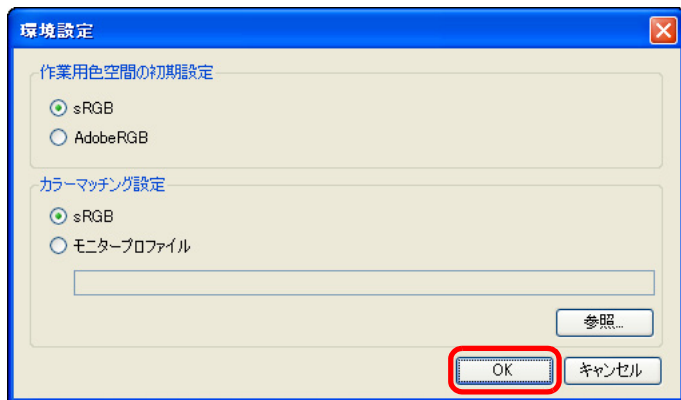 環境設定
作業用色空間の初期設定
sRGB
AdobeRGB
カラーマッチング設定
sRGB
モニタープロファイル
参照...
OK キャンセル